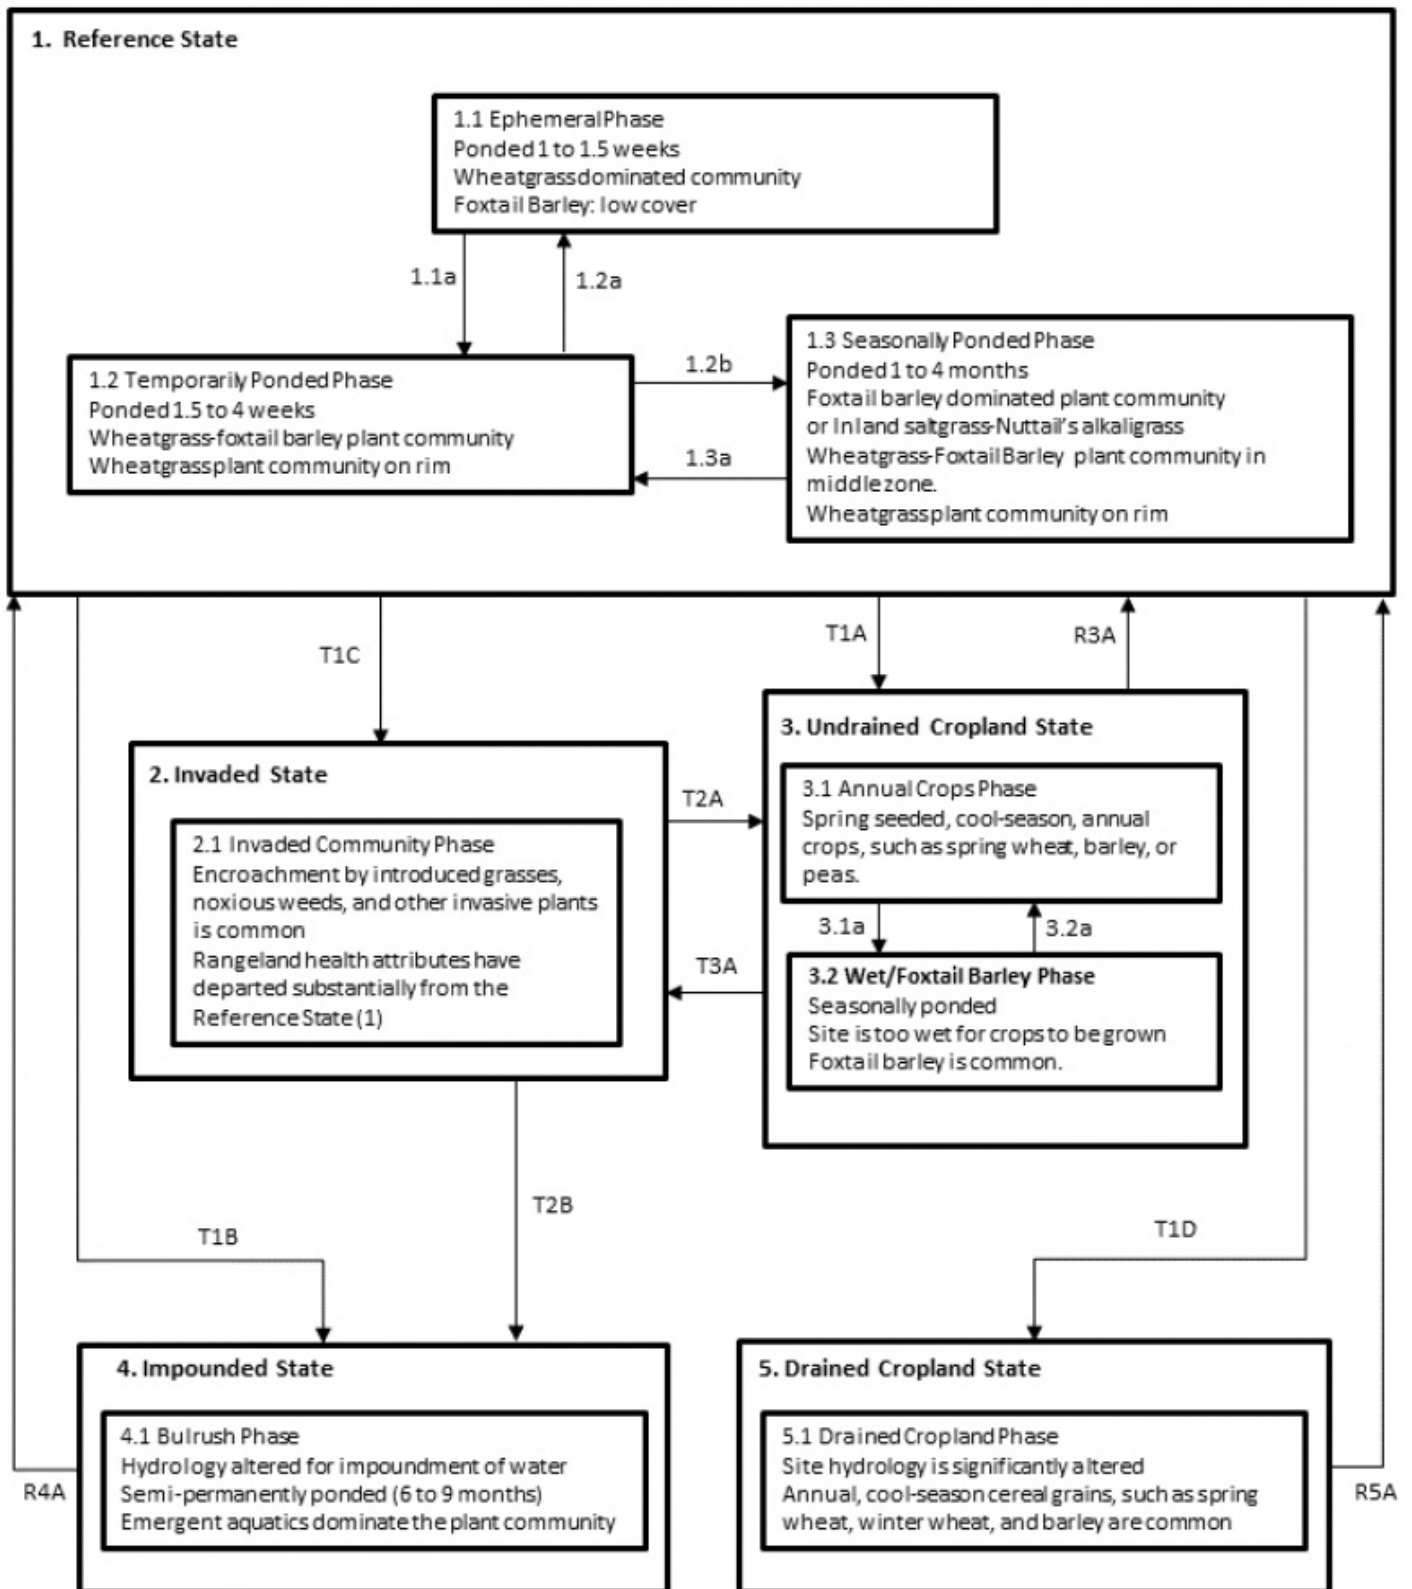 1. Reference State
1.1 Ephemeral Phase
Ponded 1 to 1.5 weeks
Wheatgrass dominated community
Foxtail Barley: low cover
1.1a
1.2a
1.2 Temporarily Ponded Phase
Ponded 1.5 to 4 weeks
Wheatgrass-foxtail barley plant community
Wheatgrass plant community on rim
1.2b
1.3a
1.3 Seasonally Ponded Phase
Ponded 1 to 4 months
Foxtail barley dominated plant community
or Inland saltgrass-Nuttail's alkaligrass
Wheatgrass-Foxtail Barley plant community in
middle zone.
Wheatgrass plant community on rim
T1C
T1A
R3A
2. Invaded State
2.1 Invaded Community Phase
Encroachment by introduced grasses,
noxious weeds, and other invasive plants
is common
Rangeland health attributes have
departed substantially from the
Reference State (1)
T2A
T3A
3. Undrained Cropland State
3.1 Annual Crops Phase
Spring seeded, cool-season, annual
crops, such as spring wheat, barley, or
peas.
3.1a
3.2a
3.2 Wet/Foxtail Barley Phase
Seasonally ponded
Site is too wet for crops to be grown
Foxtail barley is common.
T2B
T1B
T1D
4. Impounded State
4.1 Bulrush Phase
Hydrology altered for impoundment of water
Semi-permanently ponded (6 to 9 months)
Emergent aquatics dominate the plant community
R4A
5. Drained Cropland State
5.1 Drained Cropland Phase
Site hydrology is significantly altered
Annual, cool-season cereal grains, such as spring
wheat, winter wheat, and barley are common
R5A